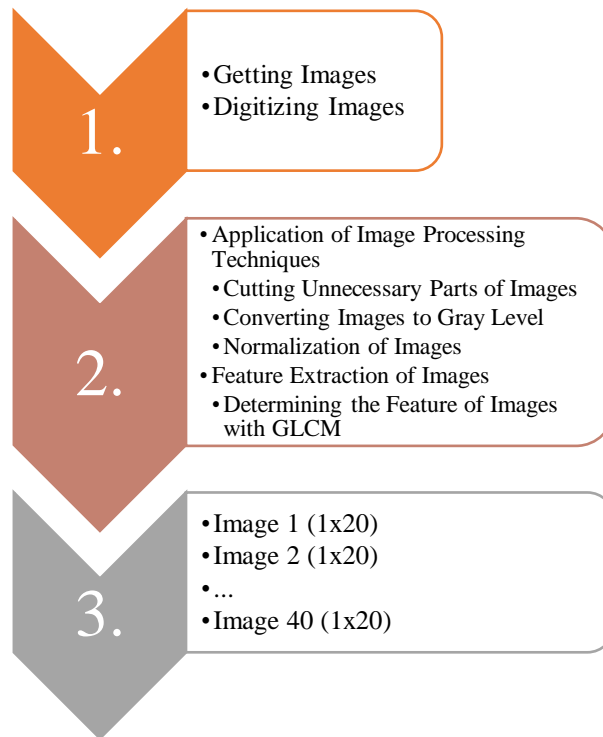 1.
•Getting Images
•Digitizing Images
2.
•Application of Image Processing
Techniques
•Cutting Unnecessary Parts of Images
•Converting Images to Gray Level
•Normalization of Images
•Feature Extraction of Images
•Determining the Feature of Images
with GLCM
3.
•Image 1 (1x20)
•Image 2 (1x20)
•...
•Image 40 (1x20)